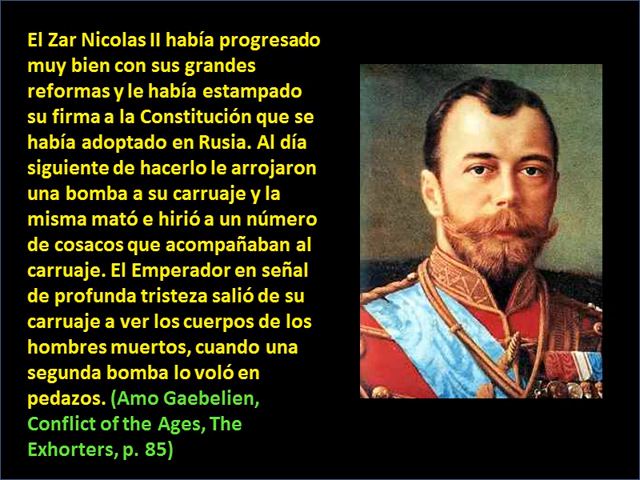 El Zar Nicolas II había progresado
muy bien con sus grandes
reformas y le había estampado
su firma a la Constitución que se
había adoptado en Rusia. Al día
siguiente de hacerlo le arrojaron
una bomba a su carruaje y la
misma mató e hirió a un número
de cosacos que acompañaban al
carruaje. El Emperador en señal
de profunda tristeza salió de su
carruaje a ver los cuerpos de los
hombres muertos, cuando una
segunda bomba lo voló en
pedazos. (Amo Gaebelien,
Conflict of the Ages, The
Exhorters, p. 85)